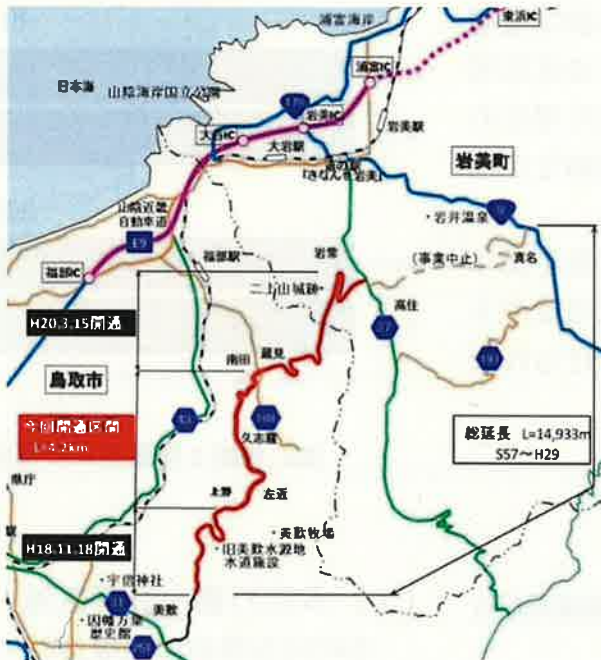 浦富海岸
東浜IC
日本海
山陰海岸国立公園
浦富IC
岩美IC
大岩IC
岩美駅
大岩駅
岩美町
「きなんせ岩美」
・岩井温泉
9
山陰近畿
自動車道
E9
福部IC
福部駅
岩常
(事業中止)
・真名
二上山城跡・
高住
37
H20.3.15開通
南田
蔵見
鳥取市
今回開通区間
L=4.2km
43
久志羅
総延長 L=14,933m
S57〜H29
県庁
上野
左近
・美歎牧場
H18.11.18開通
・旧美歎水源地
水道施設
・宇倍神社
31
美歎
・因幡万葉
歴史館